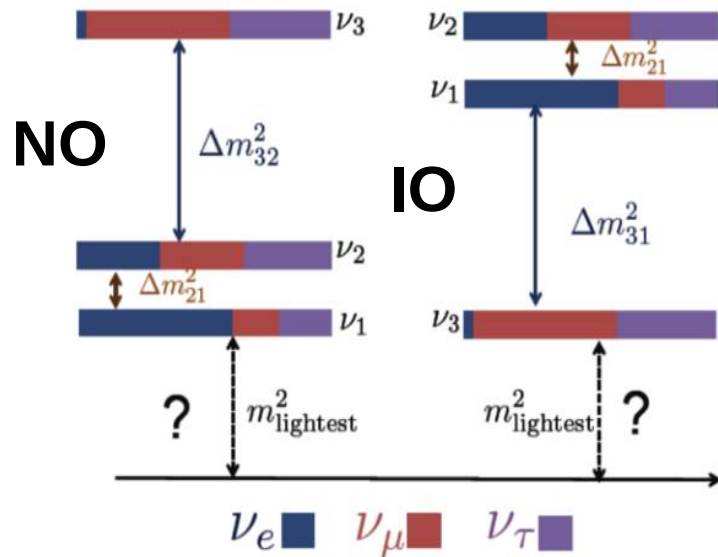 ν₃
NO
Δm²₃₂
ν₂
Δm²₂₁
ν₁
?
m²lightest
ν₂
Δm²₂₁
ν₁
IO
Δm²₃₁
ν₃
m²lightest
?
νₑ νμ ντ